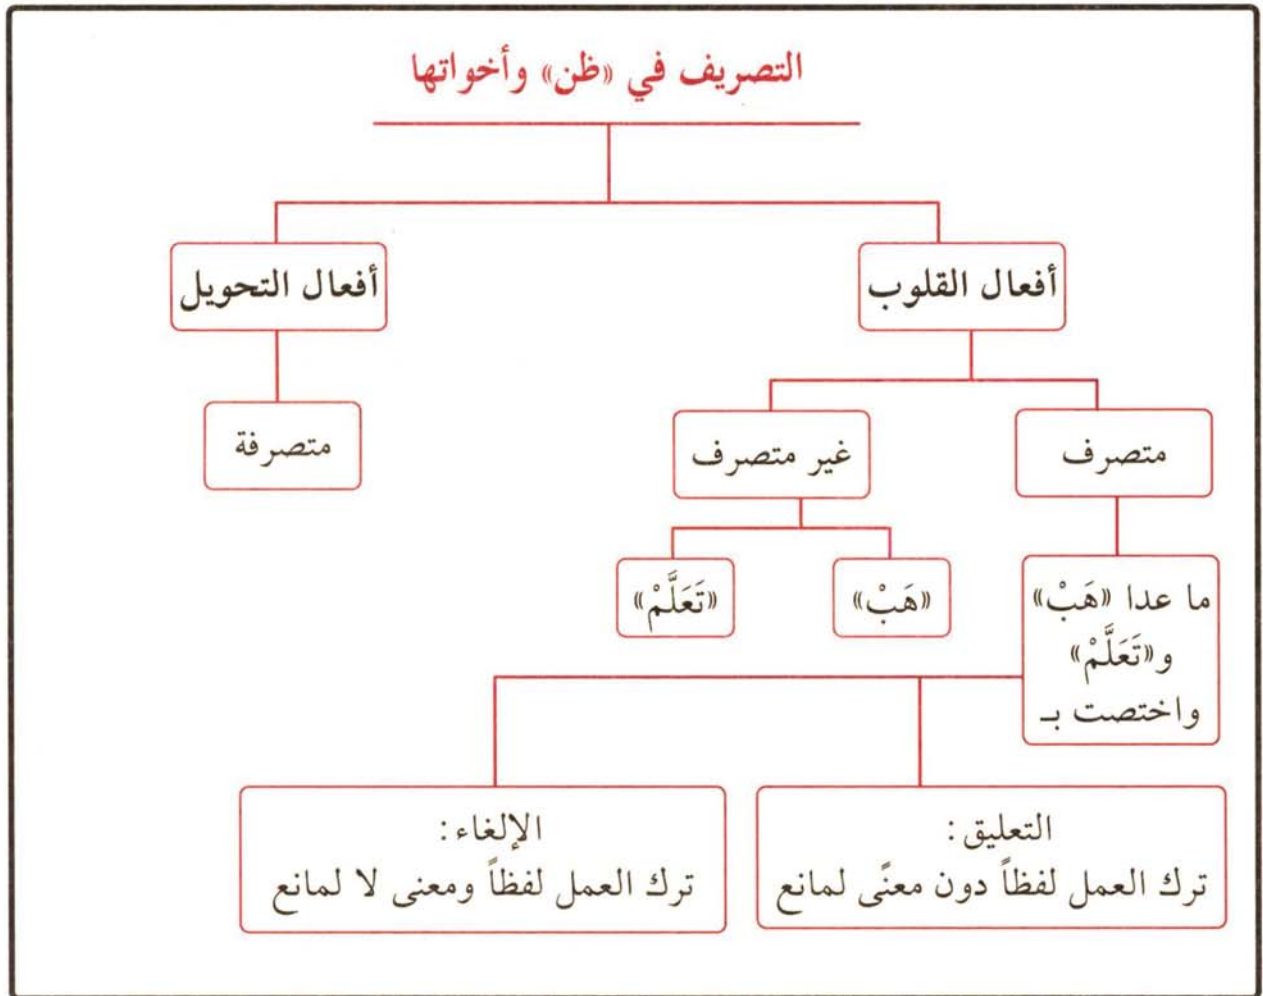 التصريف في «ظن» وأخواتها
أفعال القلوب
أفعال التحويل
متصرف
غير متصرف
متصرفة
ما عدا «هَبْ»
و«تَعَلَّمْ»
واختصت بـ
«هَبْ»
«تَعَلَّمْ»
التعليق:
ترك العمل لفظاً دون معنًى لمانع
الإلغاء:
ترك العمل لفظاً ومعنى لا لمانع